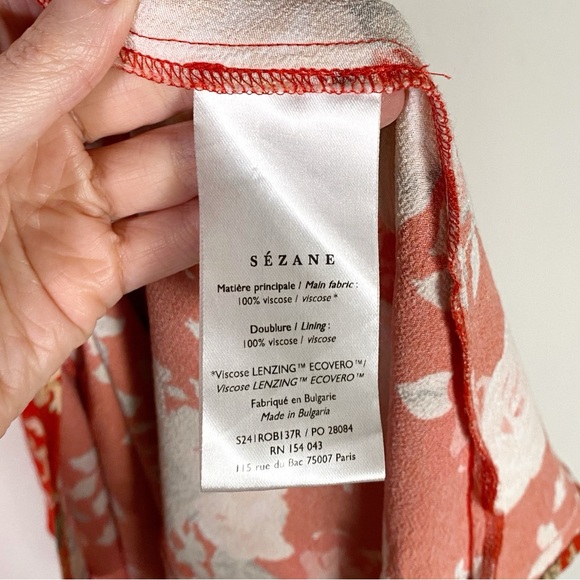 SÉZANE
Matière principale / Main fabric :
100% viscose / viscose *
Doublure / Lining :
100% viscose / viscose
*Viscose LENZING™ ECOVERO™/
Viscose LENZING™ ECOVERO™
Fabriqué en Bulgarie
Made in Bulgaria
S241ROB137R / PO 28084
RN 154 043
115 rue du Bac 75007 Paris